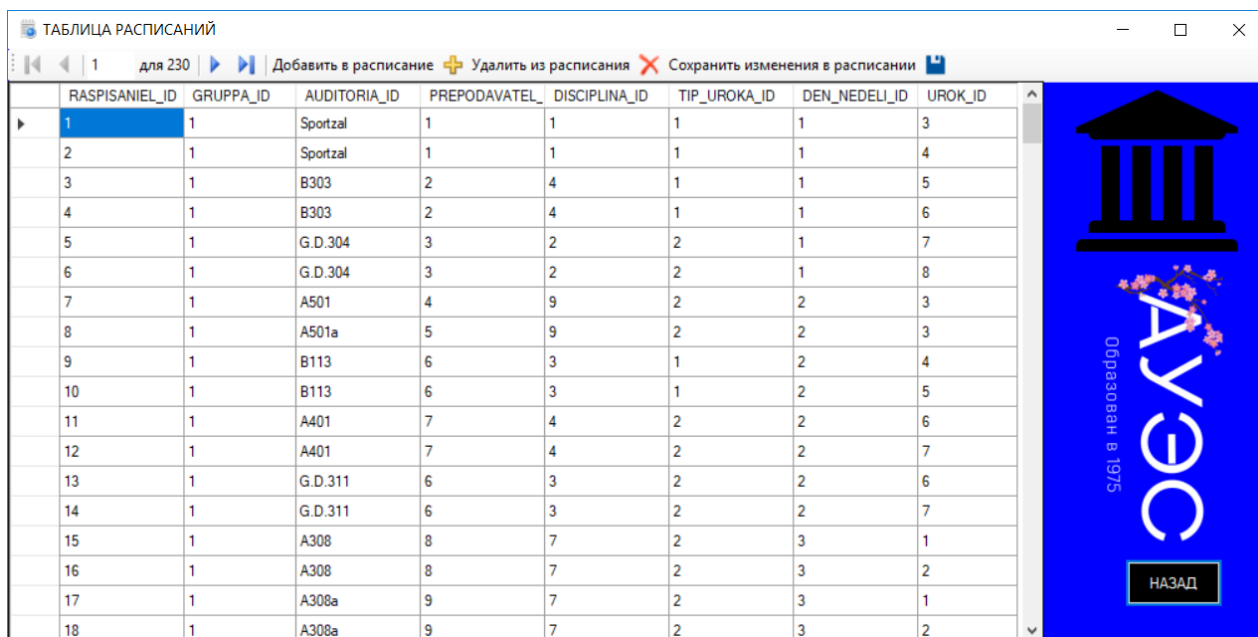 ТАБЛИЦА РАСПИСАНИЙ
1 для 230 Добавить в расписание Удалить из расписания Сохранить изменения в расписании
RASPISANIEL_ID GRUPPA_ID AUDITORIA_ID PREPODAVATEL_ DISCIPLINA_ID TIP_UROKA_ID DEN_NEDELI_ID UROK_ID
1 1 Sportzal 1 1 1 1 3
2 1 Sportzal 1 1 1 1 4
3 1 B303 2 4 1 1 5
4 1 B303 2 4 1 1 6
5 1 G.D.304 3 2 2 1 7
6 1 G.D.304 3 2 2 1 8
7 1 A501 4 9 2 2 3
8 1 A501a 5 9 2 2 3
9 1 B113 6 3 1 2 4
10 1 B113 6 3 1 2 5
11 1 A401 7 4 2 2 6
12 1 A401 7 4 2 2 7
13 1 G.D.311 6 3 2 2 6
14 1 G.D.311 6 3 2 2 7
15 1 A308 8 7 2 3 1
16 1 A308 8 7 2 3 2
17 1 A308a 9 7 2 3 1
18 1 A308a 9 7 2 3 2
АУЭС
Образован в 1975
НАЗАД